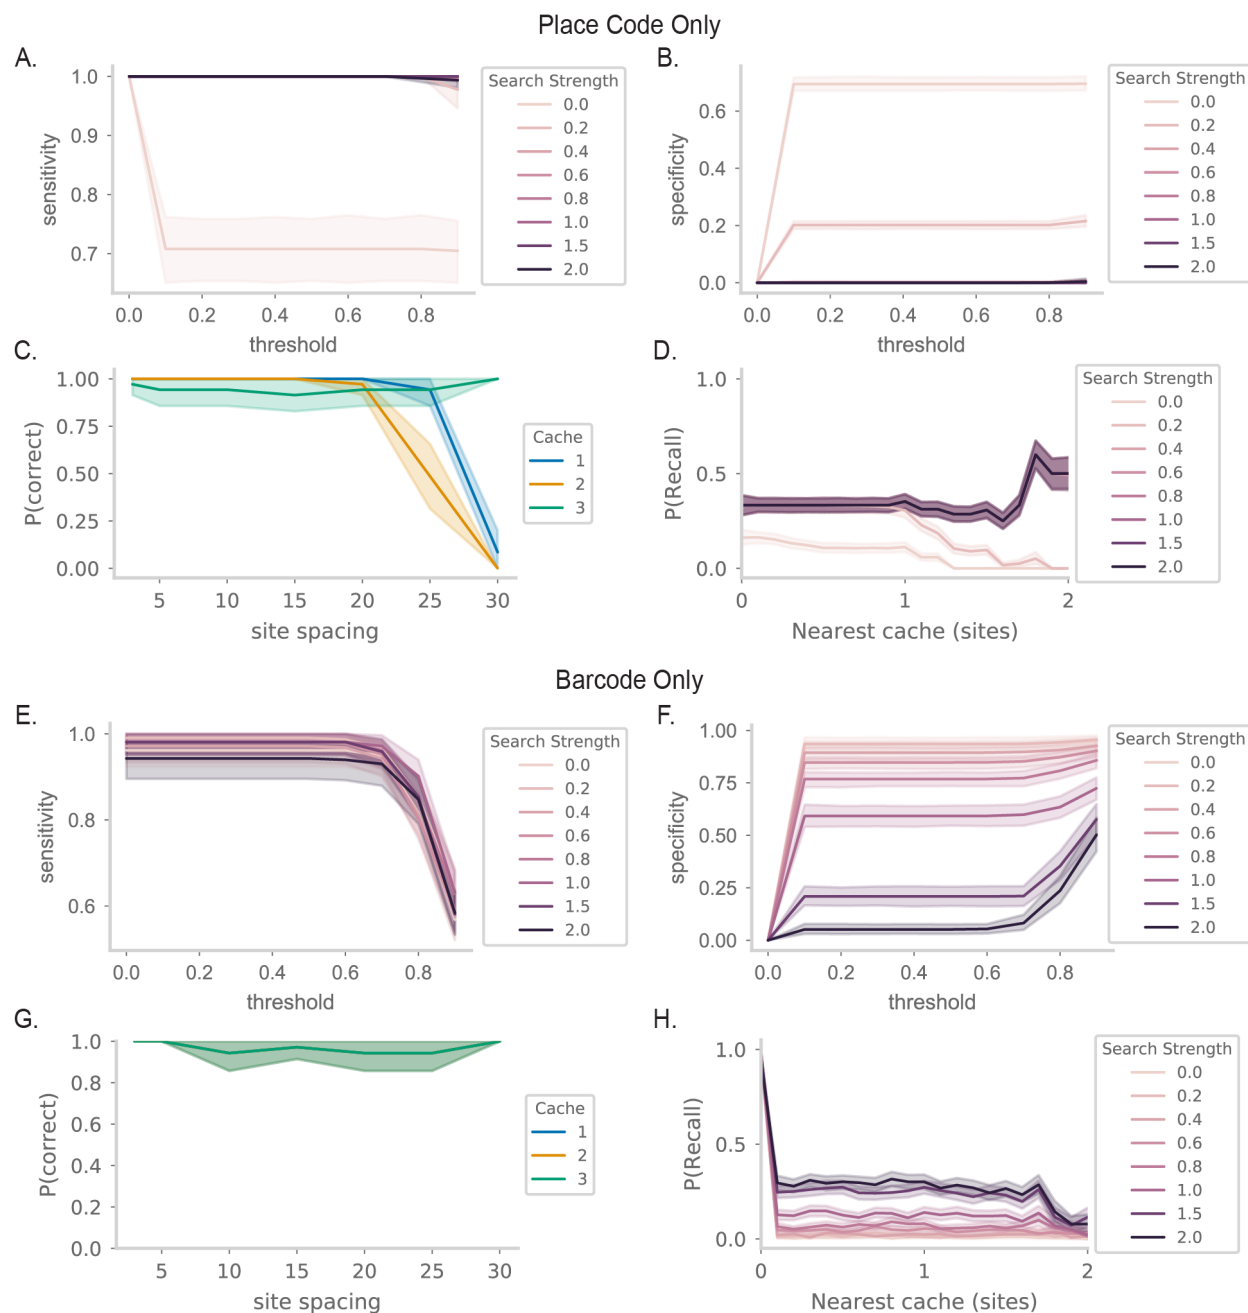 Place Code Only
A.
1.0
0.9
0.8
0.7
sensitivity
0.0 0.2 0.4 0.6 0.8
threshold
Search Strength
0.0
0.2
0.4
0.6
0.8
1.0
1.5
2.0
B.
0.6
0.4
0.2
0.0
specificity
0.0 0.2 0.4 0.6 0.8
threshold
Search Strength
0.0
0.2
0.4
0.6
0.8
1.0
1.5
2.0
C.
1.00
0.75
0.50
0.25
0.00
P(correct)
5 10 15 20 25 30
site spacing
Cache
1
2
3
D.
1.0
0.5
0.0
P(Recall)
0 1 2
Nearest cache (sites)
Search Strength
0.0
0.2
0.4
0.6
0.8
1.0
1.5
2.0
Barcode Only
E.
1.0
0.8
0.6
sensitivity
0.0 0.2 0.4 0.6 0.8
threshold
Search Strength
0.0
0.2
0.4
0.6
0.8
1.0
1.5
2.0
F.
1.00
0.75
0.50
0.25
0.00
specificity
0.0 0.2 0.4 0.6 0.8
threshold
Search Strength
0.0
0.2
0.4
0.6
0.8
1.0
1.5
2.0
G.
1.0
0.8
0.6
0.4
0.2
0.0
P(correct)
5 10 15 20 25 30
site spacing
Cache
1
2
3
H.
1.0
0.5
0.0
P(Recall)
0 1 2
Nearest cache (sites)
Search Strength
0.0
0.2
0.4
0.6
0.8
1.0
1.5
2.0